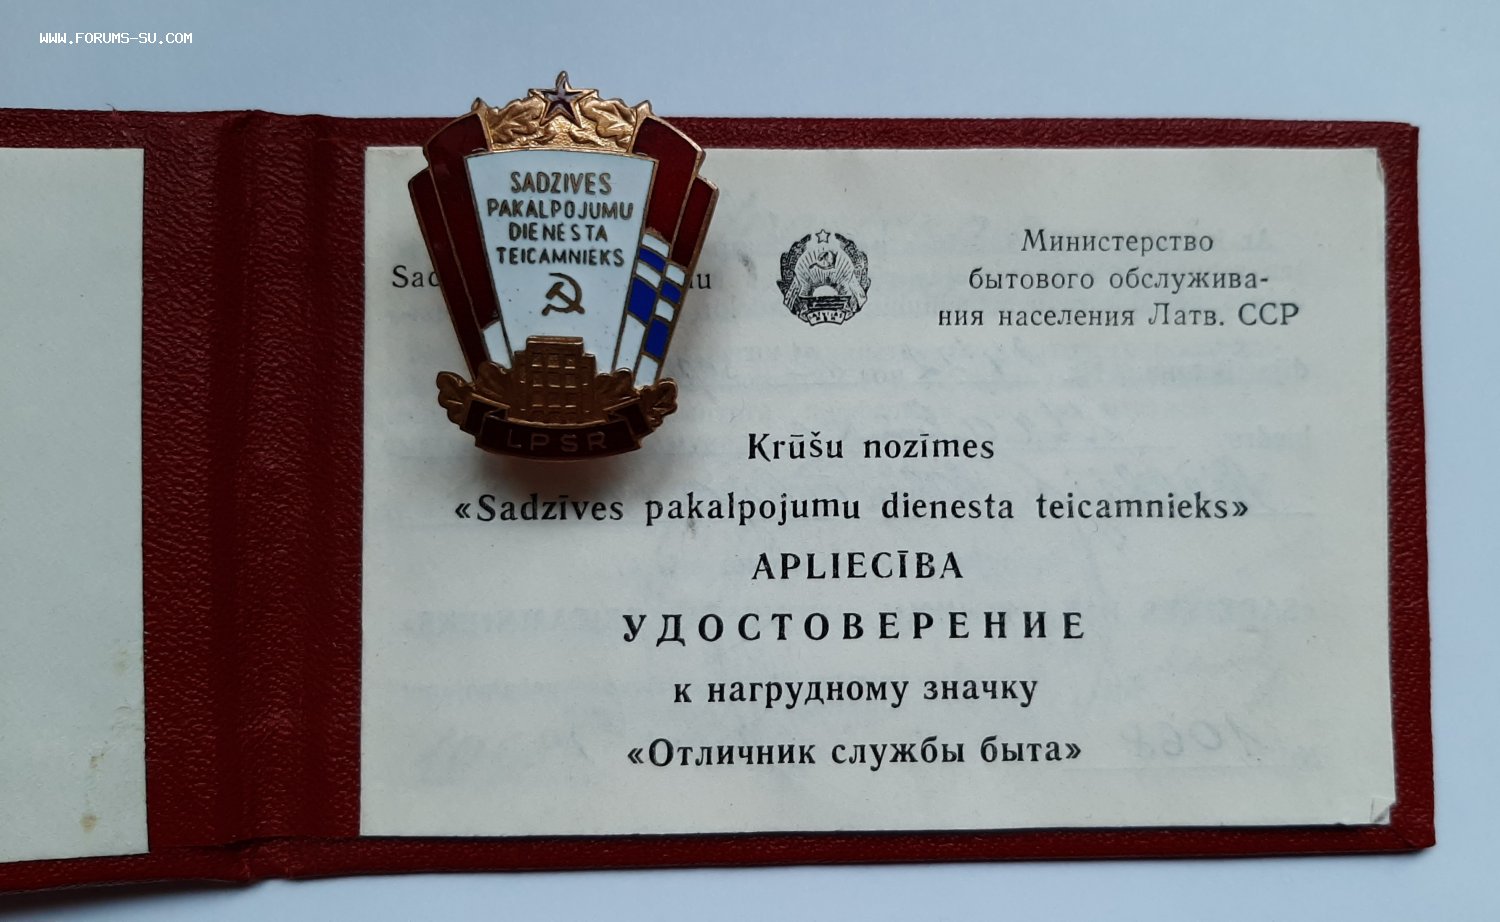 WWW.FORUMS-SU.COM
SADZIVES
PAKALPOJUMU
DIENESTA
TEICAMNIEKS
LPSR
Министерство
бытового обслужива-
ния населения Латв. ССР
Krūšu nozīmes
«Sadzīves pakalpojumu dienesta teicamnieks»
APLIECĪBA
УДОСТОВЕРЕНИЕ
к нагрудному значку
«Отличник службы быта»